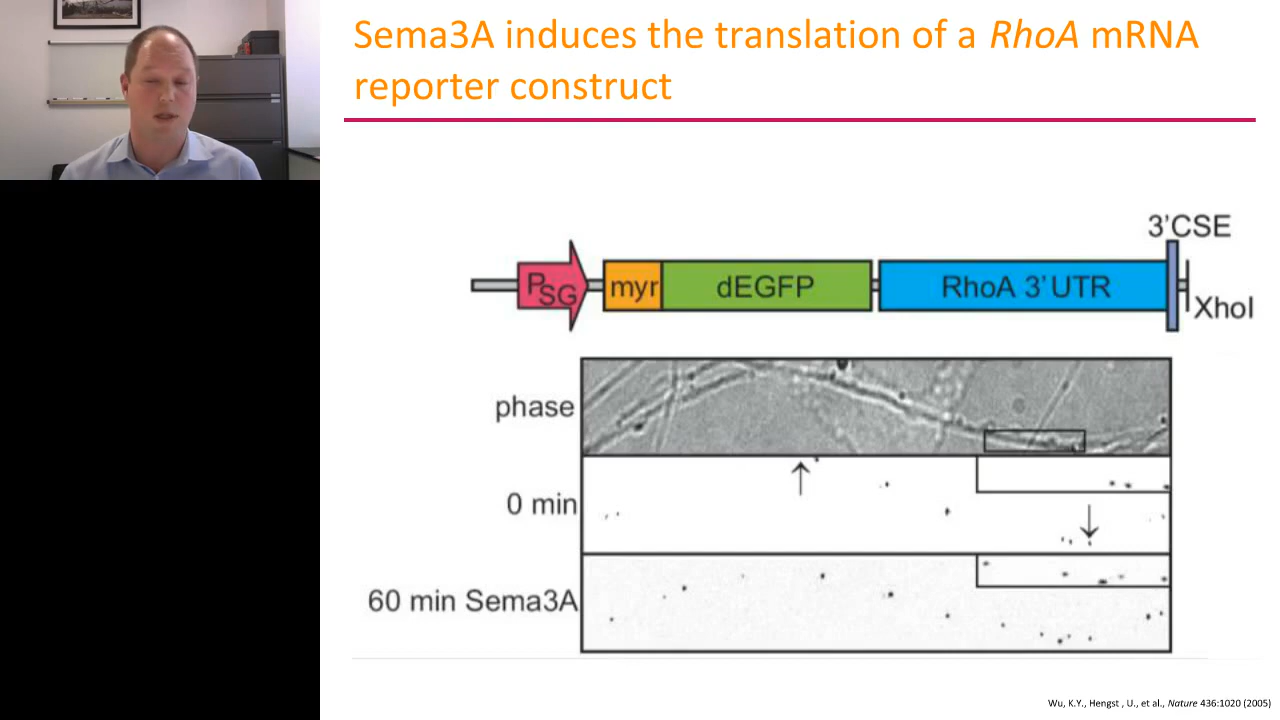 Sema3A induces the translation of a RhoA mRNA
reporter construct
3’CSE
PSG
myr
dEGFP
RhoA 3’UTR
XhoI
phase
0 min
60 min Sema3A
Wu, K.Y., Hengst , U., et al., Nature 436:1020 (2005)